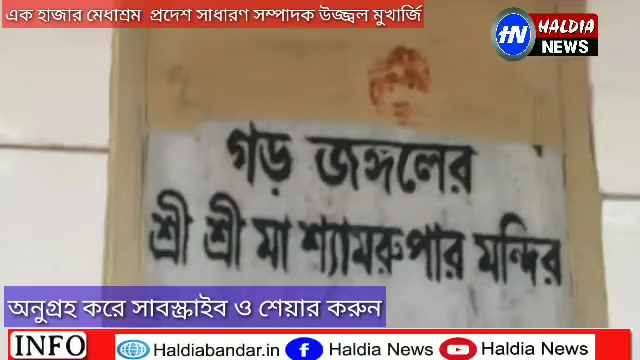 এক হাজার মেধাশ্রম প্রদেশ সাধারণ সম্পাদক উজ্জ্বল মুখার্জি
HN HALDIA NEWS
গড় জঙ্গলের
শ্রী শ্রী মা শ্যামরুপার মন্দির
অনুগ্রহ করে সাবস্ক্রাইব ও শেয়ার করুন
INFO Haldiabandar.in Haldia News Haldia News